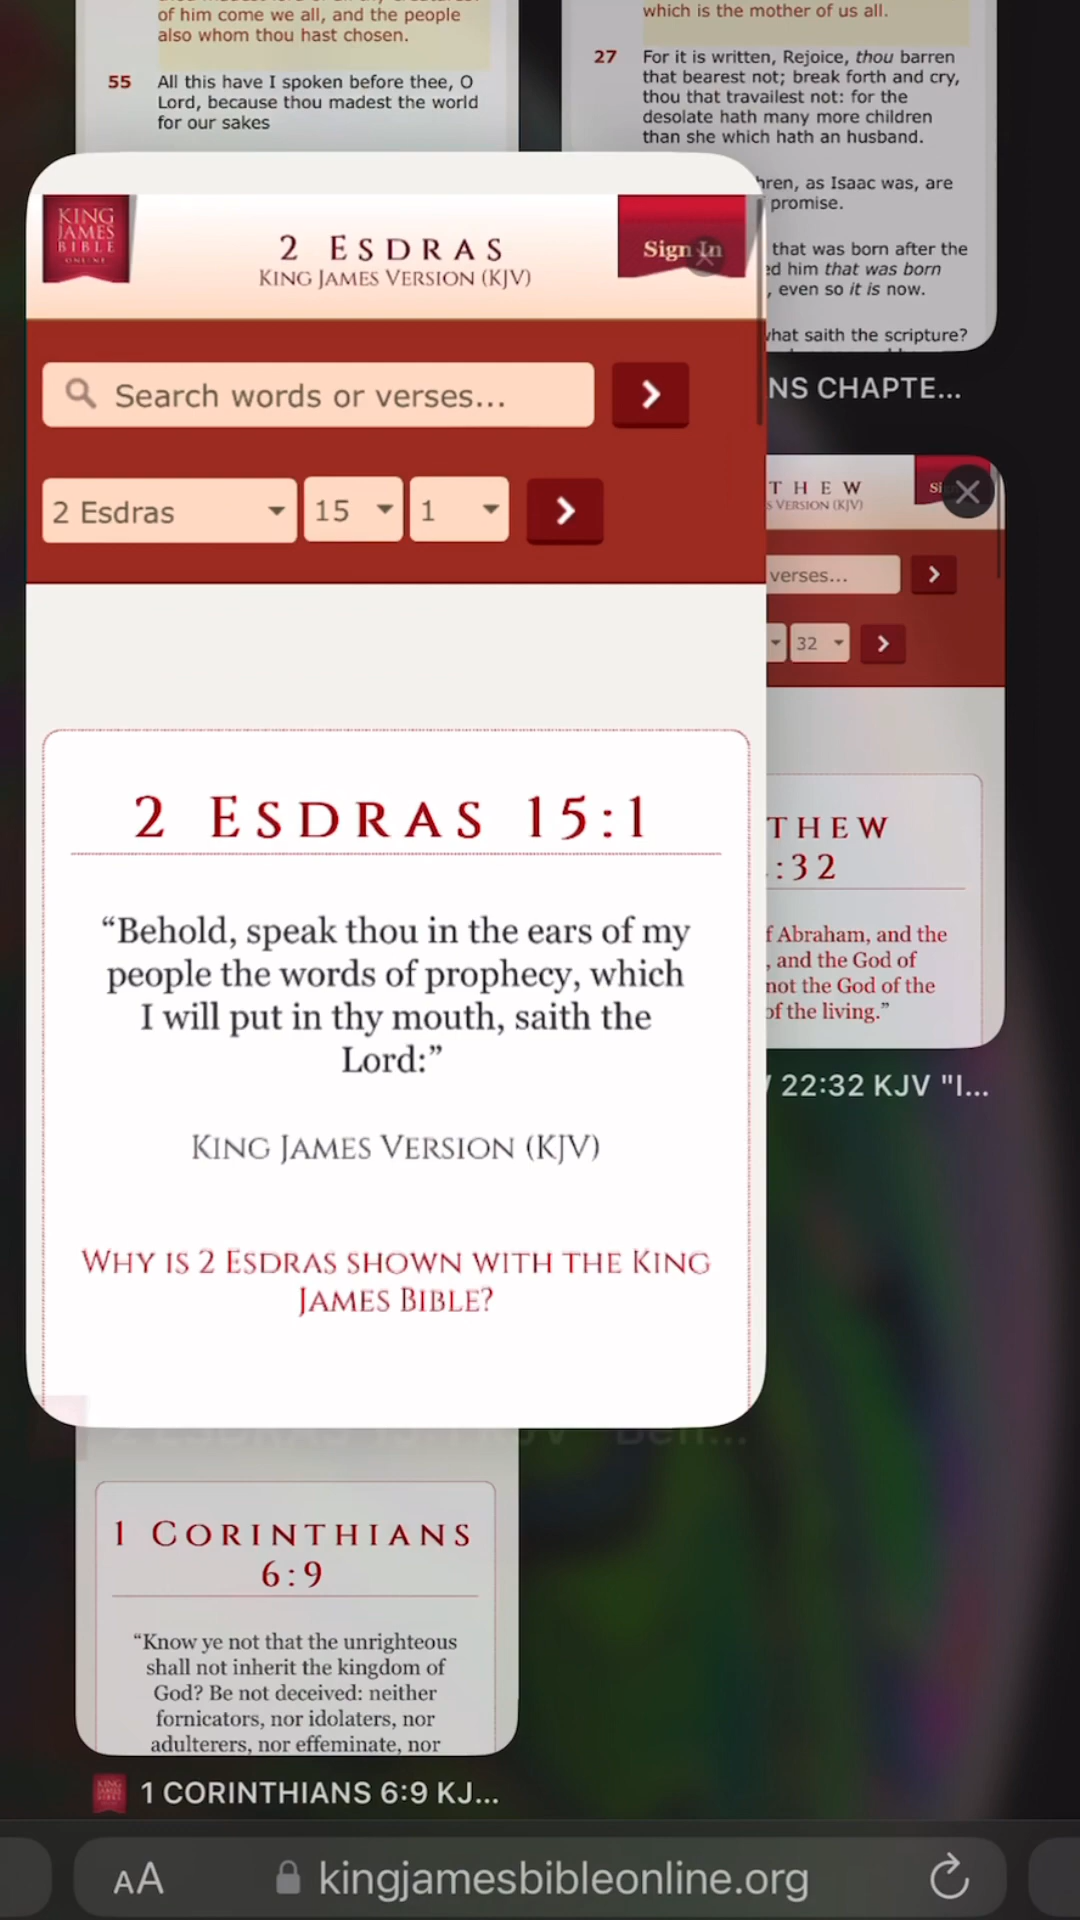 of him come we all, and the people
also whom thou hast chosen.
55 All this have I spoken before thee, O
Lord, because thou madest the world
for our sakes
which is the mother of us all.
27 For it is written, Rejoice, thou barren
that bearest not; break forth and cry,
thou that travailest not: for the
desolate hath many more children
than she which hath an husband.
hren, as Isaac was, are
promise.
that was born after the
ed him that was born
, even so it is now.
what saith the scripture?
NS CHAPTE...
KING
JAMES
BIBLE
ONLINE
2 ESDRAS
KING JAMES VERSION (KJV)
Sign In
Search words or verses...
2 Esdras 15 1
2 ESDRAS 15:1
“Behold, speak thou in the ears of my
people the words of prophecy, which
I will put in thy mouth, saith the
Lord:”
KING JAMES VERSION (KJV)
WHY IS 2 ESDRAS SHOWN WITH THE KING
JAMES BIBLE?
THEW
S VERSION (KJV)
Si
verses...
32
THEW
:32
f Abraham, and the
, and the God of
not the God of the
of the living.”
22:32 KJV "I...
1 CORINTHIANS
6:9
“Know ye not that the unrighteous
shall not inherit the kingdom of
God? Be not deceived: neither
fornicators, nor idolaters, nor
adulterers, nor effeminate, nor
1 CORINTHIANS 6:9 KJ...
AA kingjamesbibleonline.org